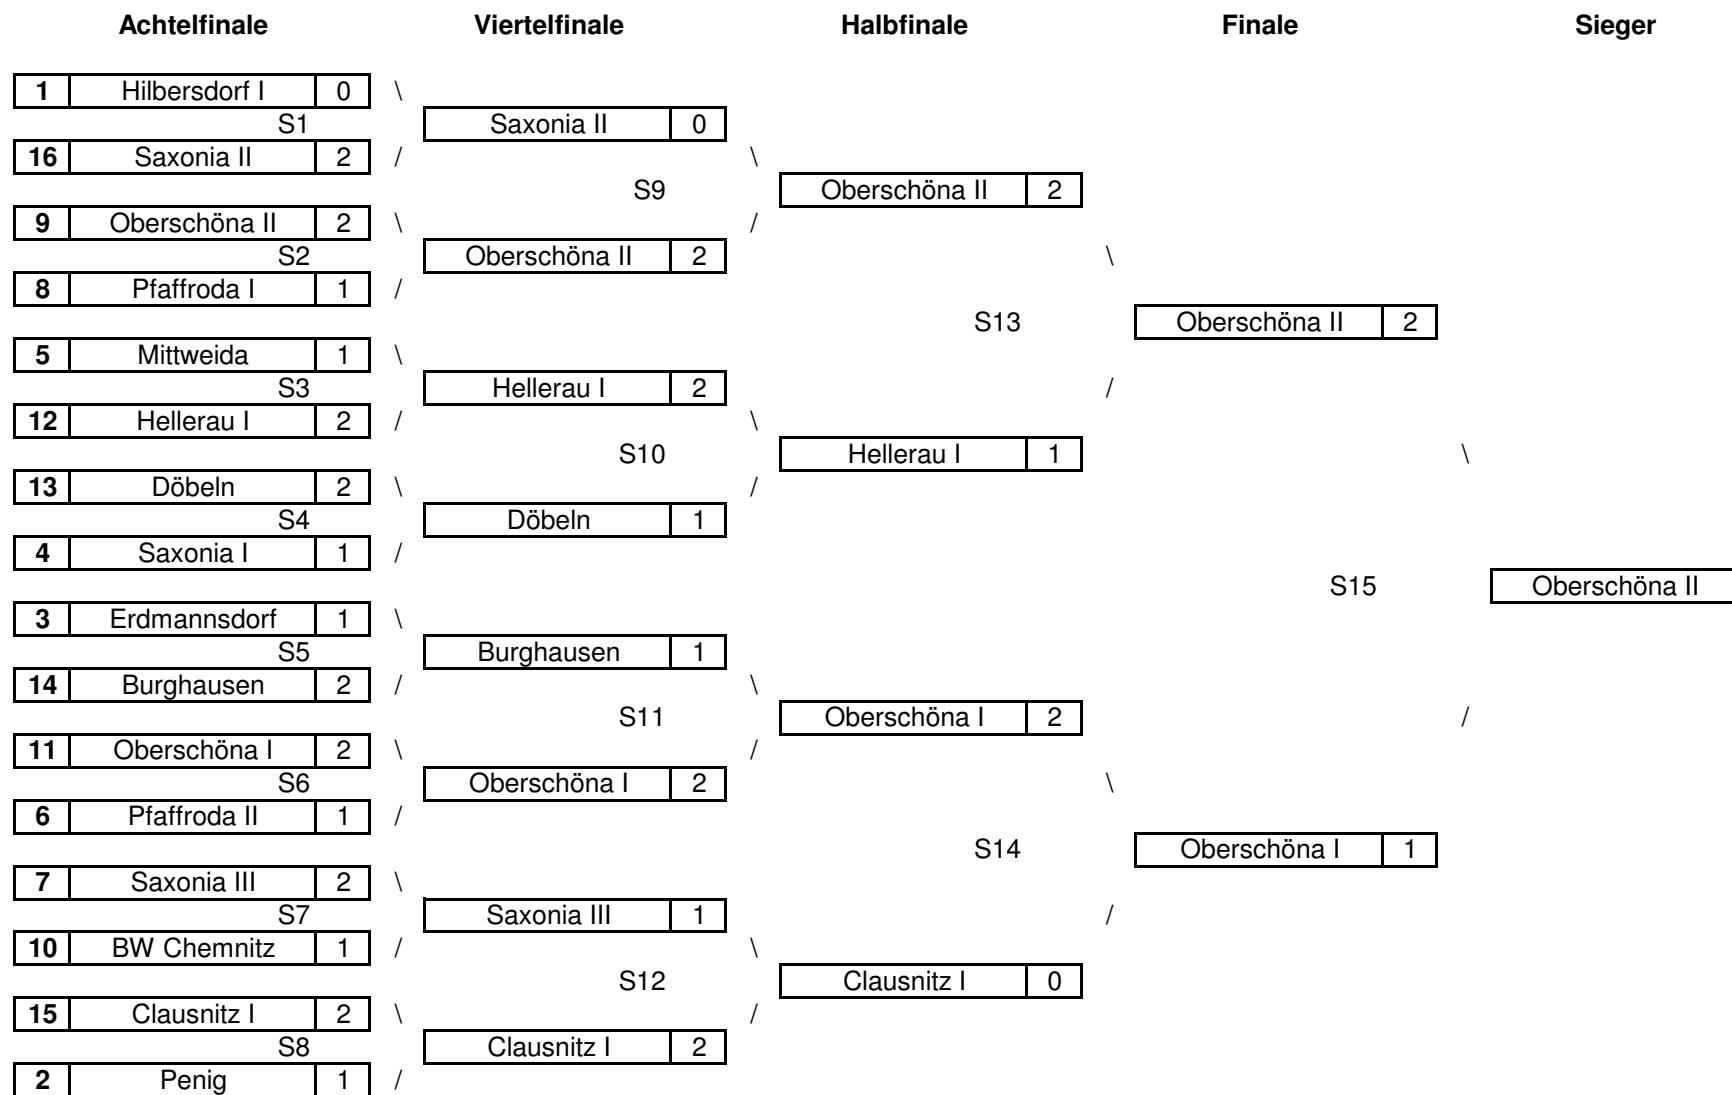 Achtelfinale Viertelfinale Halbfinale Finale Sieger
1 Hilbersdorf I 0 \
S1 Saxonia II 0
16 Saxonia II 2 / \
S9 Oberschöna II 2
9 Oberschöna II 2 \ /
S2 Oberschöna II 2 \
8 Pfaffroda I 1 /
S13 Oberschöna II 2
5 Mittweida 1 \
S3 Hellerau I 2 /
12 Hellerau I 2 / \
S10 Hellerau I 1 \
13 Döbeln 2 \ /
S4 Döbeln 1
4 Saxonia I 1 /
S15 Oberschöna II
3 Erdmannsdorf 1 \
S5 Burghausen 1
14 Burghausen 2 / \
S11 Oberschöna I 2 /
11 Oberschöna I 2 \ /
S6 Oberschöna I 2 \
6 Pfaffroda II 1 /
S14 Oberschöna I 1
7 Saxonia III 2 \
S7 Saxonia III 1 /
10 BW Chemnitz 1 / \
S12 Clausnitz I 0
15 Clausnitz I 2 \ /
S8 Clausnitz I 2
2 Penig 1 /